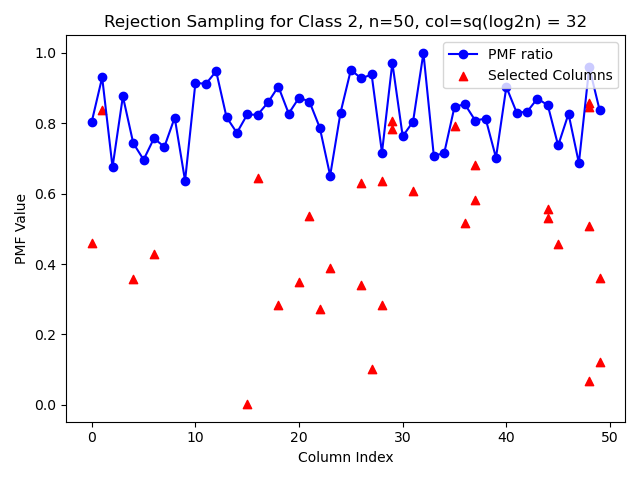 Rejection Sampling for Class 2, n=50, col=sq(log2n) = 32
PMF ratio
Selected Columns
PMF Value
1.0
0.8
0.6
0.4
0.2
0.0
0
10
20
30
40
50
Column Index